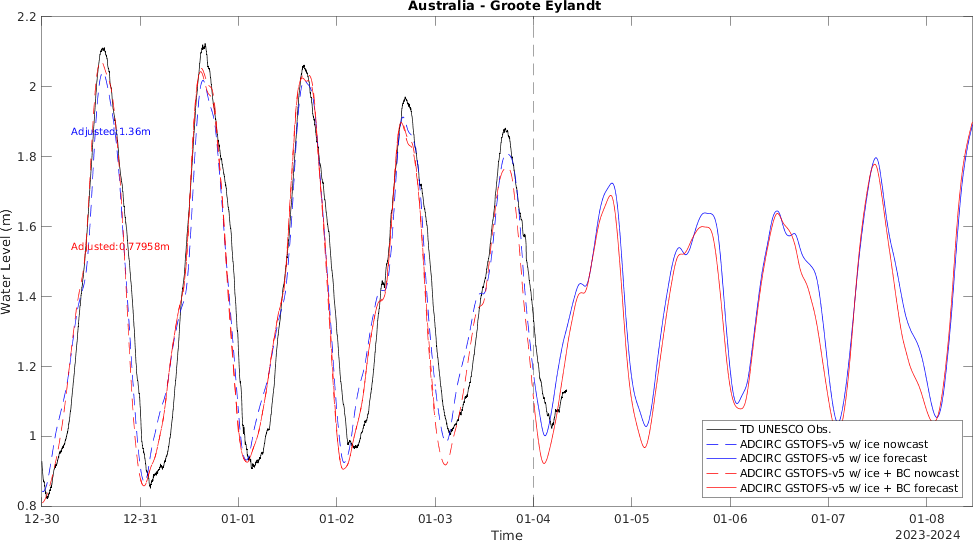 Australia - Groote Eylandt
2.2
2
1.8
1.6
1.4
1.2
1
0.8
Water Level (m)
Adjusted:1.36m
Adjusted:0.77958m
TD UNESCO Obs.
ADCIRC GSTOFS-v5 w/ ice nowcast
ADCIRC GSTOFS-v5 w/ ice forecast
ADCIRC GSTOFS-v5 w/ ice + BC nowcast
ADCIRC GSTOFS-v5 w/ ice + BC forecast
12-30 12-31 01-01 01-02 01-03 01-04 01-05 01-06 01-07 01-08
Time
2023-2024